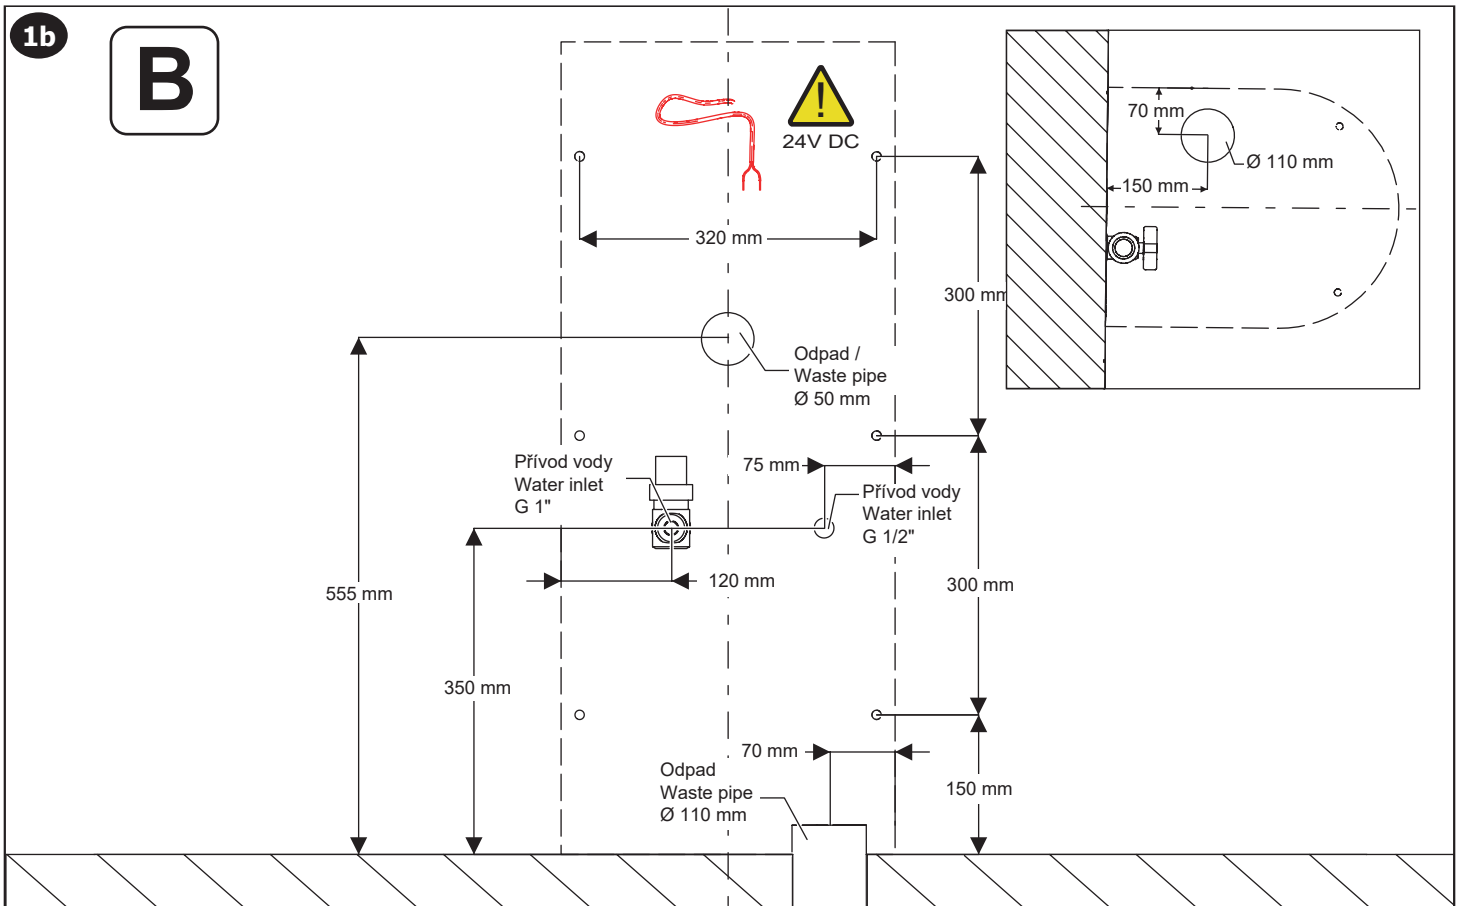 1b
B
24V DC
70 mm
Ø 110 mm
150 mm
320 mm
300 mm
Odpad /
Waste pipe
Ø 50 mm
Přívod vody
Water inlet
G 1"
75 mm
Přívod vody
Water inlet
G 1/2"
120 mm
555 mm
300 mm
350 mm
70 mm
Odpad
Waste pipe
Ø 110 mm
150 mm